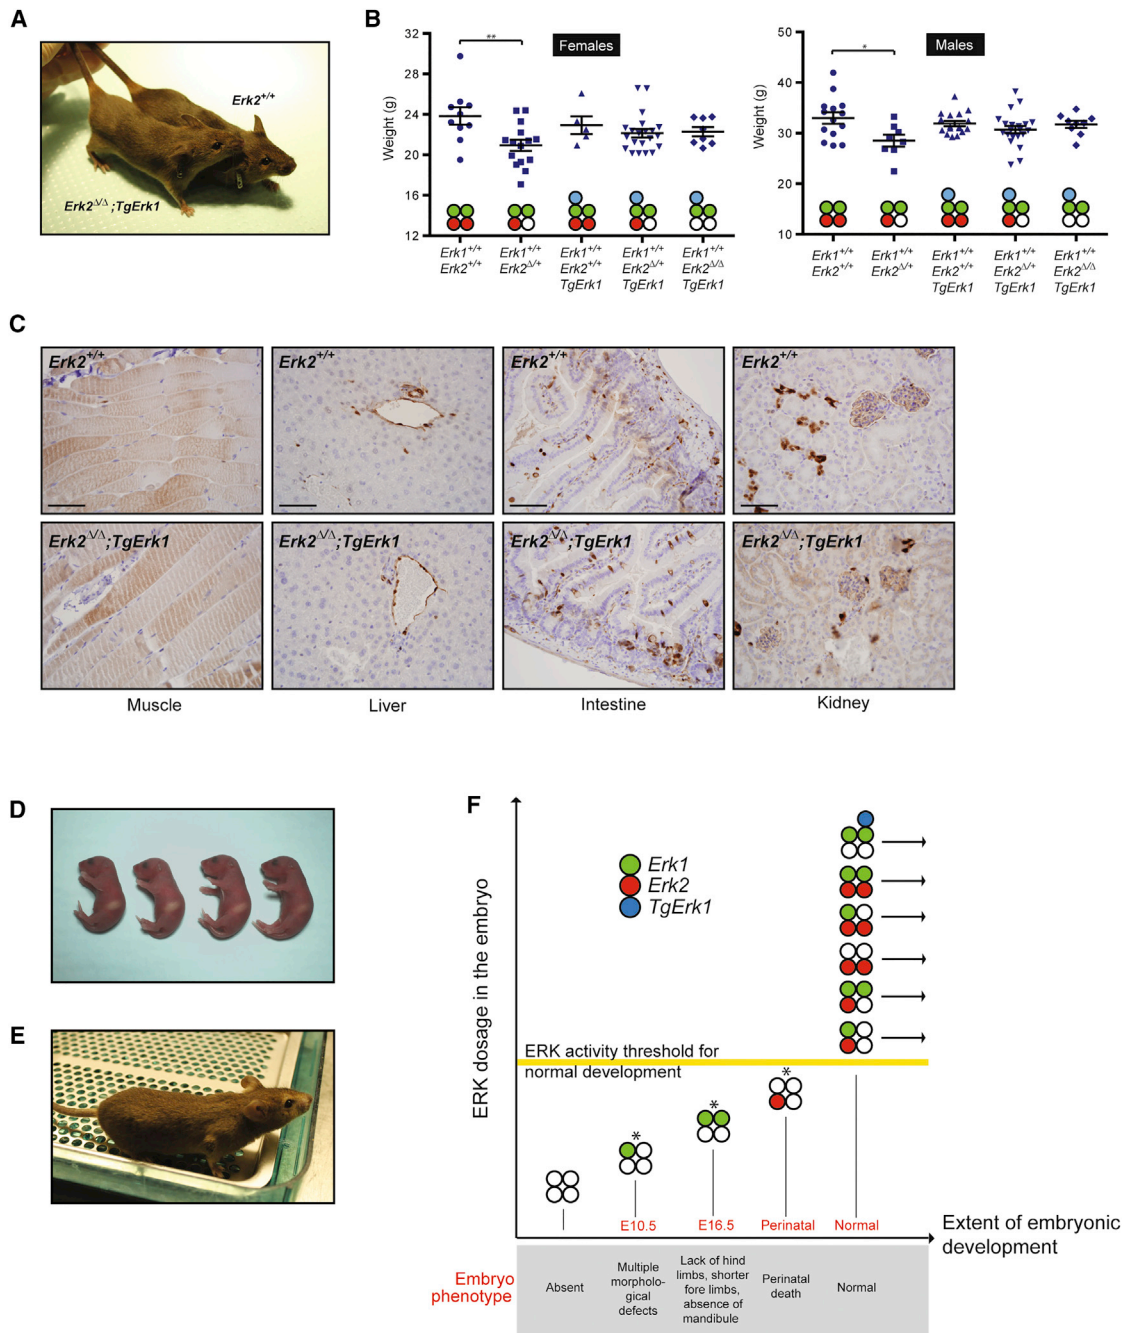 A
Erk2+/+
Erk2Δ/Δ;TgErk1
B
Weight (g)
32
28
24
20
16
12
**
Females
Erk1+/+
Erk2+/+
Erk1+/+
Erk2Δ/+
Erk1+/+
Erk2+/+
TgErk1
Erk1+/+
Erk2Δ/+
TgErk1
Erk1+/+
Erk2Δ/Δ
TgErk1
Weight (g)
50
40
30
20
10
*
Males
Erk1+/+
Erk2+/+
Erk1+/+
Erk2Δ/+
Erk1+/+
Erk2+/+
TgErk1
Erk1+/+
Erk2Δ/+
TgErk1
Erk1+/+
Erk2Δ/Δ
TgErk1
C
Erk2+/+
Erk2+/+
Erk2+/+
Erk2+/+
Erk2Δ/Δ;TgErk1
Erk2Δ/Δ;TgErk1
Erk2Δ/Δ;TgErk1
Erk2Δ/Δ;TgErk1
Muscle
Liver
Intestine
Kidney
D
E
F
ERK dosage in the embryo
Erk1
Erk2
TgErk1
ERK activity threshold for
normal development
*
*
*
E10.5
E16.5
Perinatal
Normal
Extent of embryonic
development
Embryo
phenotype
Absent
Multiple
morpholo-
gical
defects
Lack of hind
limbs, shorter
fore limbs,
absence of
mandibule
Perinatal
death
Normal